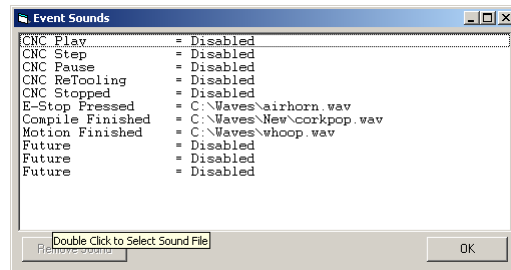 Event Sounds
CNC Play = Disabled
CNC Step = Disabled
CNC Pause = Disabled
CNC ReTooling = Disabled
CNC Stopped = Disabled
E-Stop Pressed = C:\Waves\airhorn.wav
Compile Finished = C:\Waves\New\corkpop.wav
Motion Finished = C:\Waves\whoop.wav
Future = Disabled
Future = Disabled
Future = Disabled
Double Click to Select Sound File
Remove Sound
OK